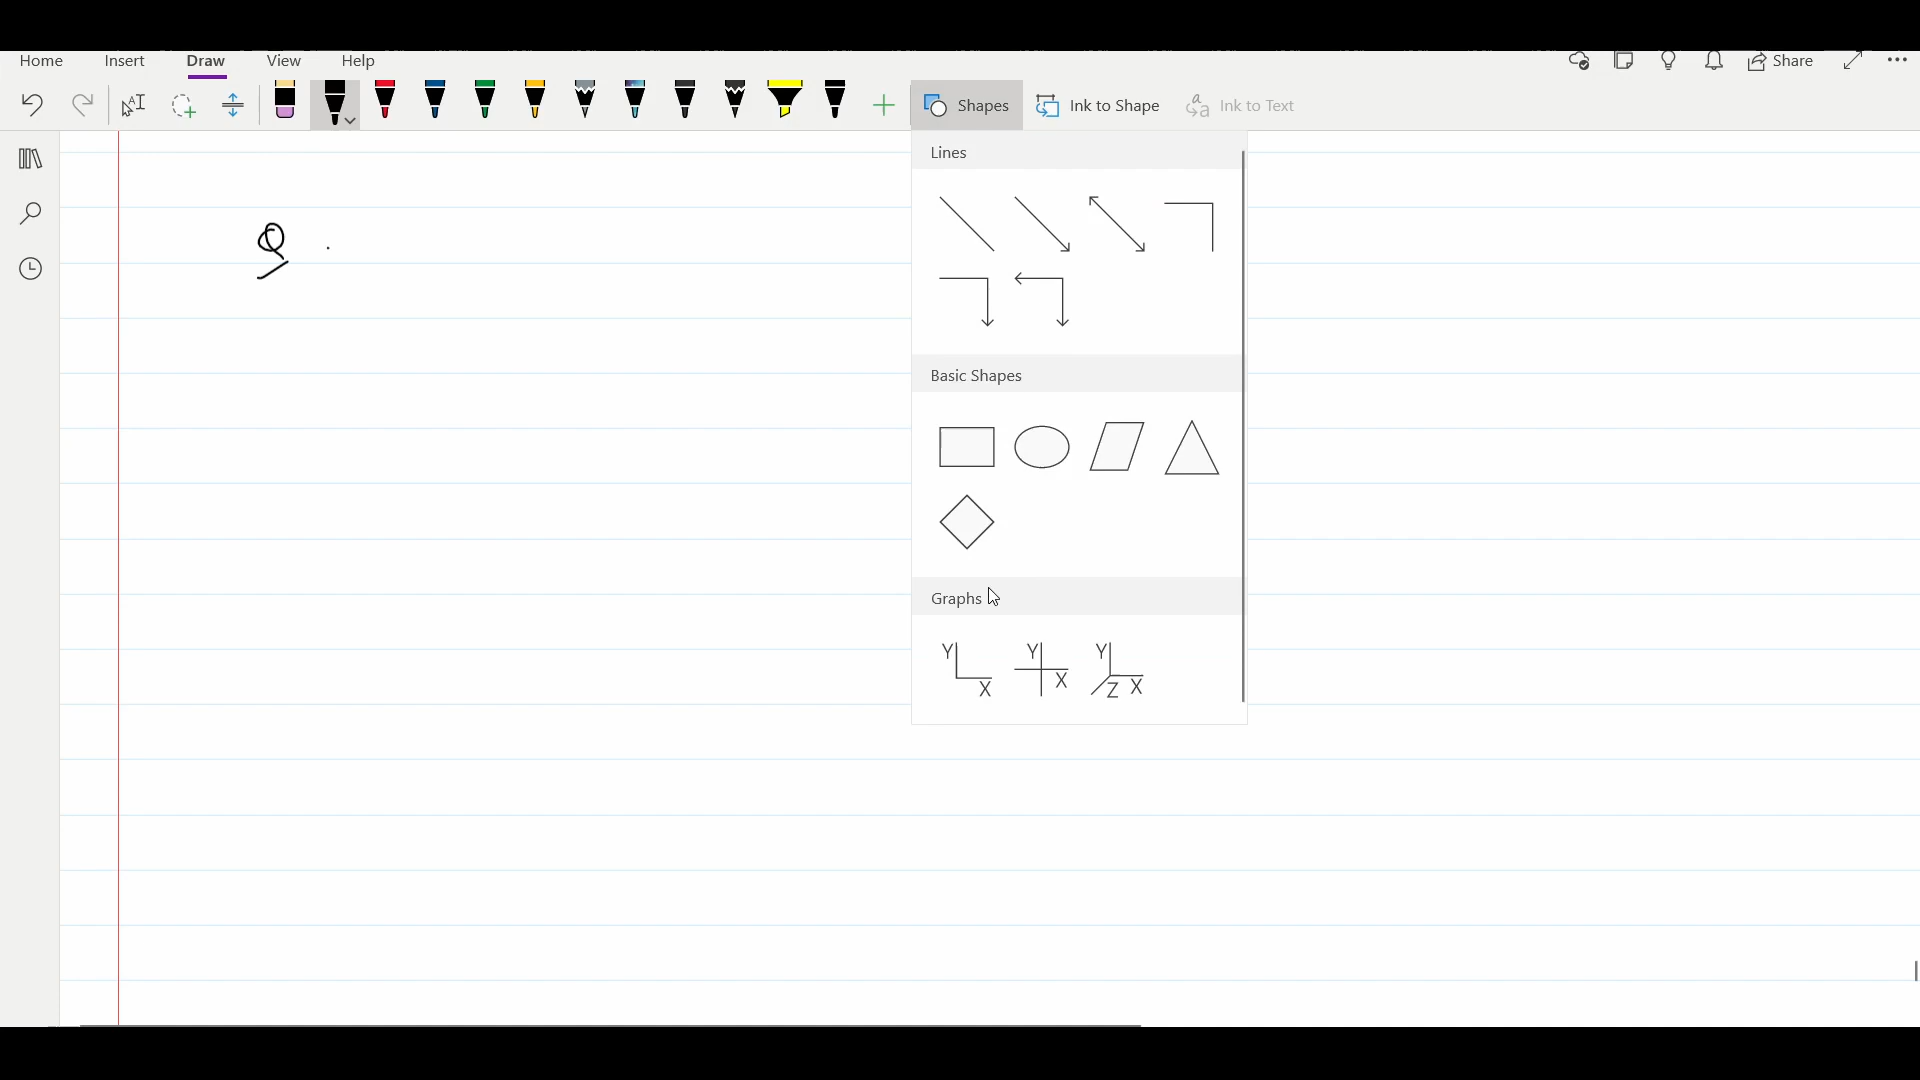 Home Insert Draw View Help Share
Shapes Ink to Shape Ink to Text
Lines
Basic Shapes
Graphs
Y X Y X Y Z X